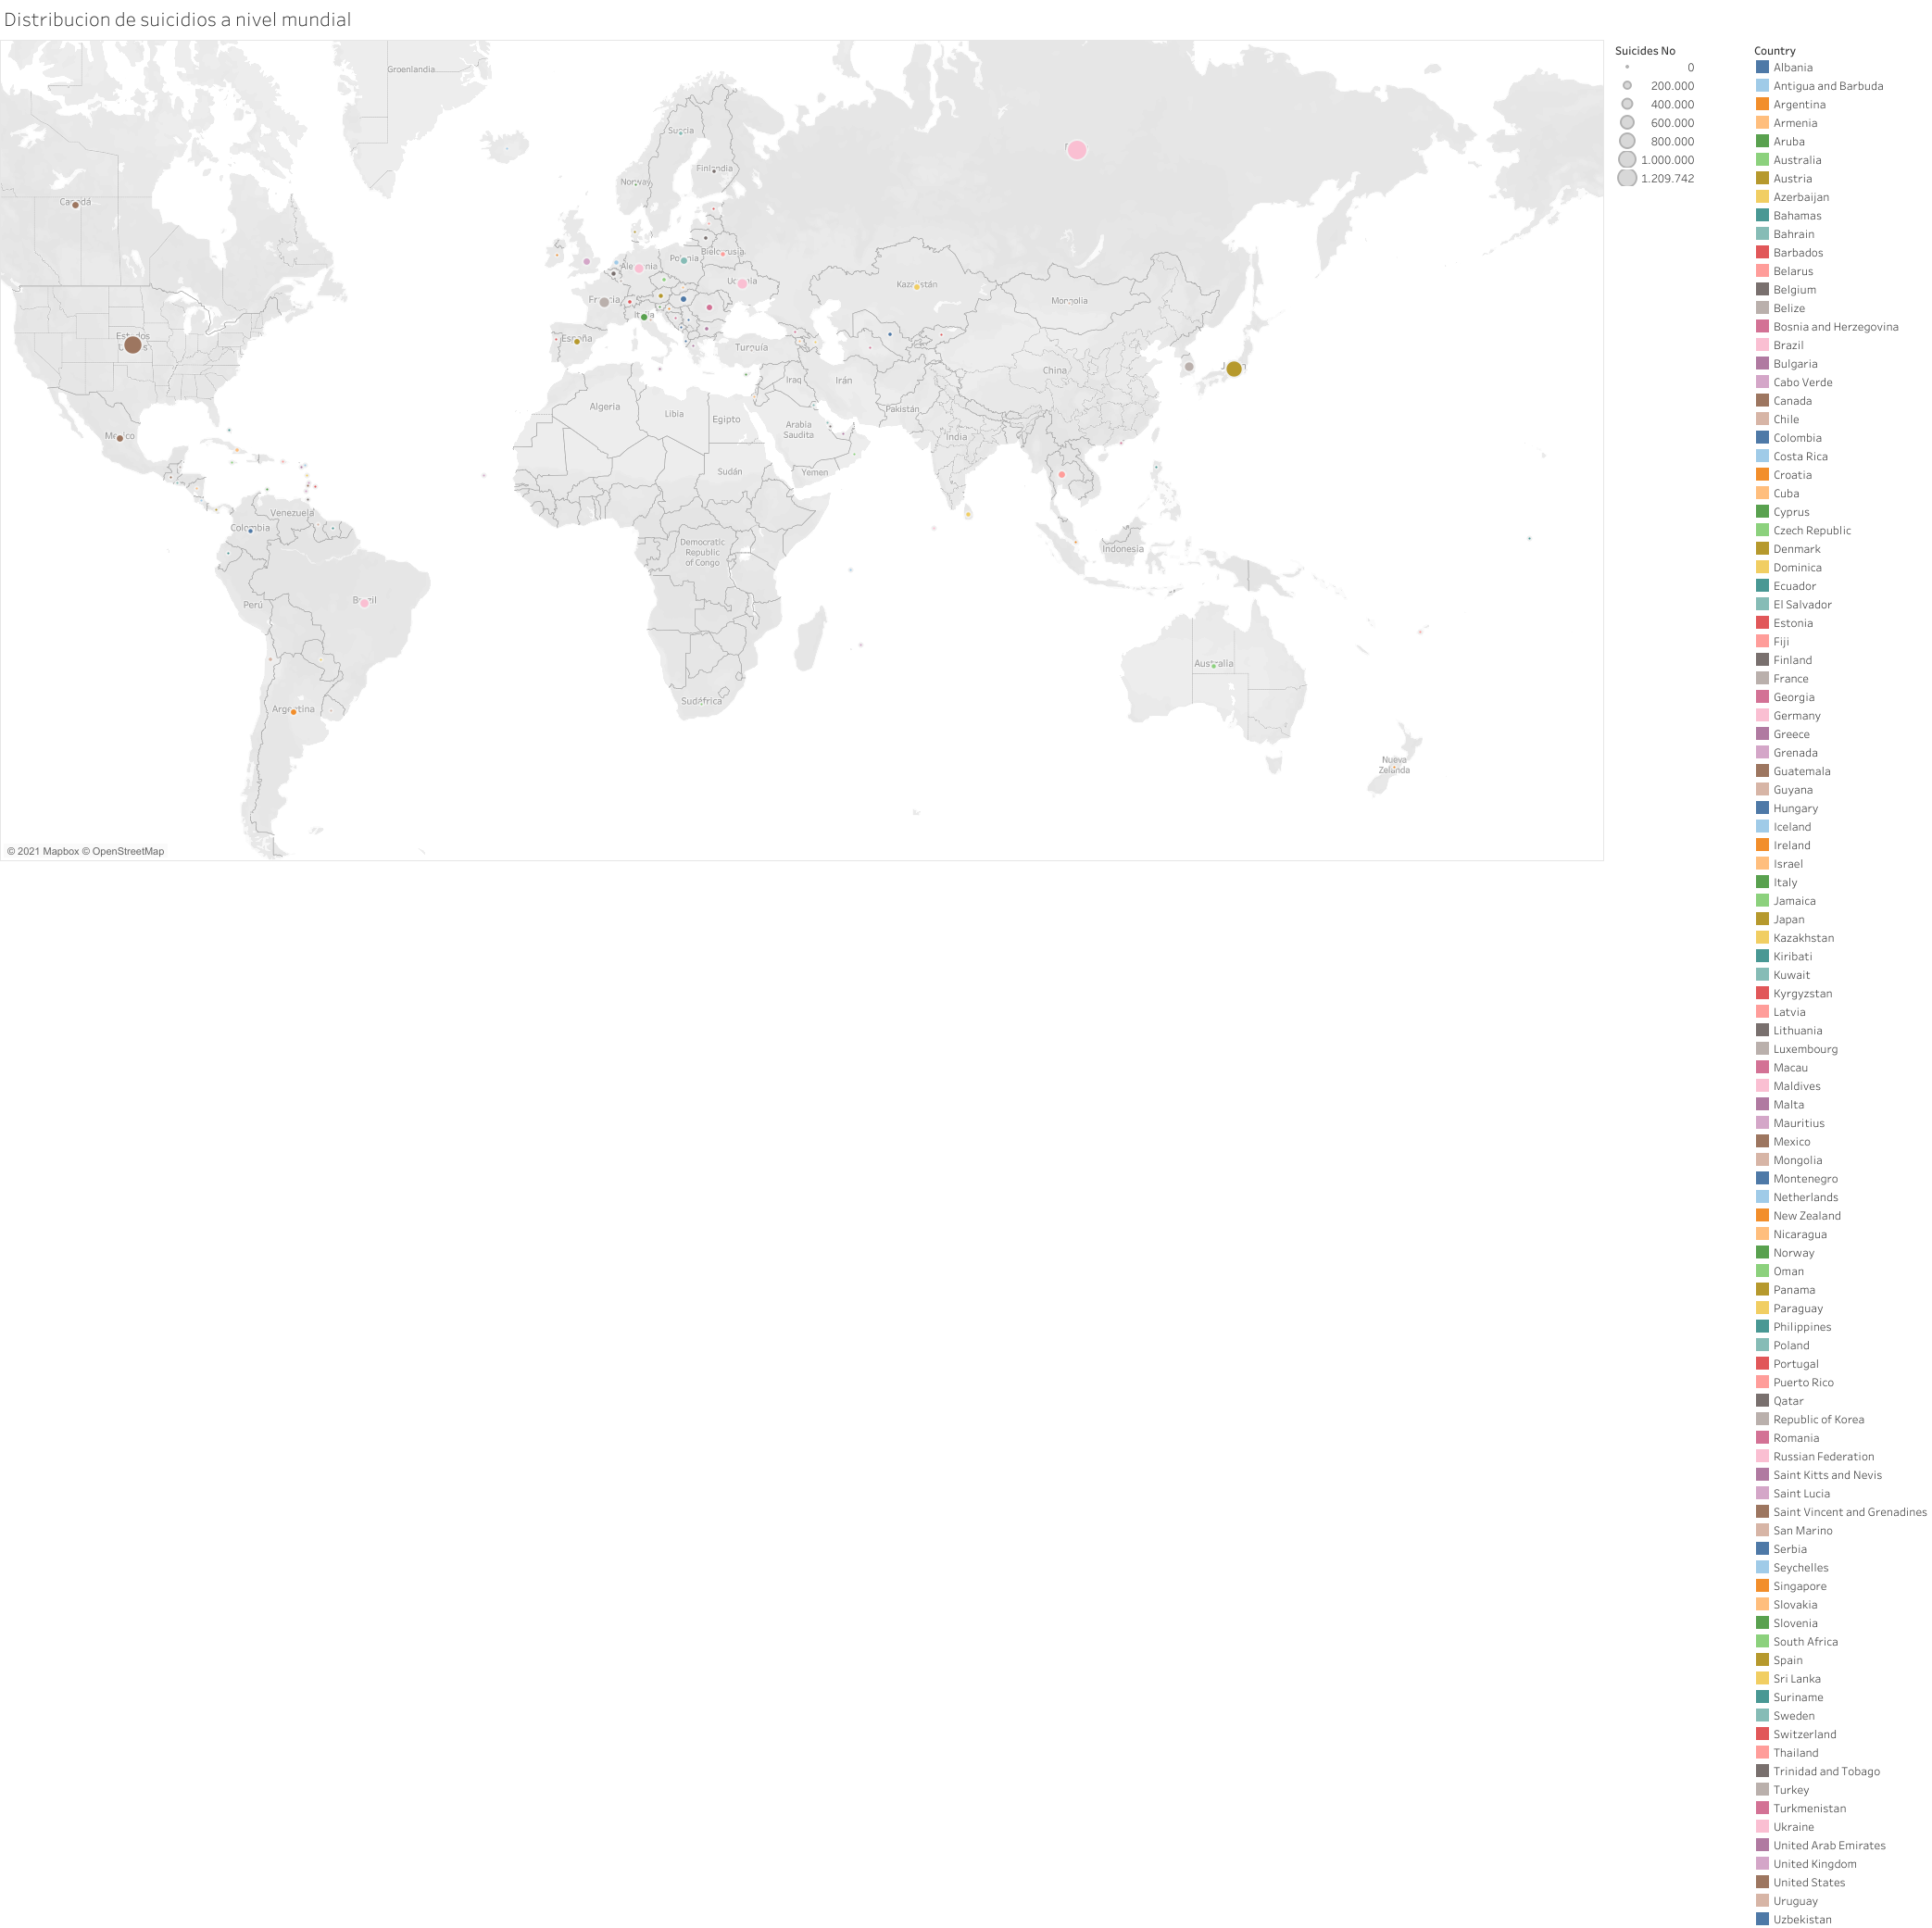 Distribucion de suicidios a nivel mundial
Groenlandia
Suecia
Finlandia
Norway
Canadá
Bielorrusia
Polonia
Alemania
Ucrania
Francia
Kazajstán
Mongolia
Italia
Estados
Unidos
España
Turquía
Japón
China
Iraq
Irán
Argelia
Libia
Egipto
Pakistán
Arabia
Saudita
India
México
Sudán
Yemen
Venezuela
Colombia
Democratic
Republic
of Congo
Indonesia
Perú
Brazil
Australia
Sudáfrica
Argentina
Nueva
Zelanda
© 2021 Mapbox © OpenStreetMap
Suicides No
0
200.000
400.000
600.000
800.000
1.000.000
1.209.742
Country
Albania
Antigua and Barbuda
Argentina
Armenia
Aruba
Australia
Austria
Azerbaijan
Bahamas
Bahrain
Barbados
Belarus
Belgium
Belize
Bosnia and Herzegovina
Brazil
Bulgaria
Cabo Verde
Canada
Chile
Colombia
Costa Rica
Croatia
Cuba
Cyprus
Czech Republic
Denmark
Dominica
Ecuador
El Salvador
Estonia
Fiji
Finland
France
Georgia
Germany
Greece
Grenada
Guatemala
Guyana
Hungary
Iceland
Ireland
Israel
Italy
Jamaica
Japan
Kazakhstan
Kiribati
Kuwait
Kyrgyzstan
Latvia
Lithuania
Luxembourg
Macau
Maldives
Malta
Mauritius
Mexico
Mongolia
Montenegro
Netherlands
New Zealand
Nicaragua
Norway
Oman
Panama
Paraguay
Philippines
Poland
Portugal
Puerto Rico
Qatar
Republic of Korea
Romania
Russian Federation
Saint Kitts and Nevis
Saint Lucia
Saint Vincent and Grenadines
San Marino
Serbia
Seychelles
Singapore
Slovakia
Slovenia
South Africa
Spain
Sri Lanka
Suriname
Sweden
Switzerland
Thailand
Trinidad and Tobago
Turkey
Turkmenistan
Ukraine
United Arab Emirates
United Kingdom
United States
Uruguay
Uzbekistan